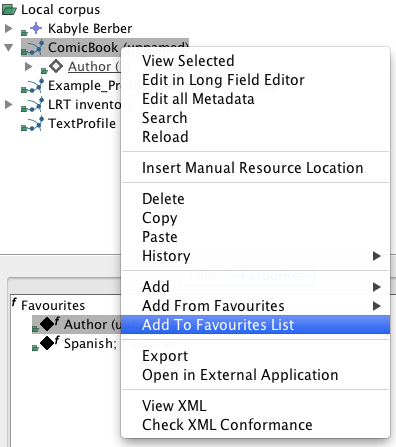 Local corpus
Kabyle Berber
ComicBook (unnamed)
Author (
Example_Pro
LRT inventory
TextProfile
View Selected
Edit in Long Field Editor
Edit all Metadata
Search
Reload
Insert Manual Resource Location
Delete
Copy
Paste
History
Add
Add From Favourites
Add To Favourites List
Export
Open in External Application
View XML
Check XML Conformance
f Favourites
f Author (u
f Spanish;